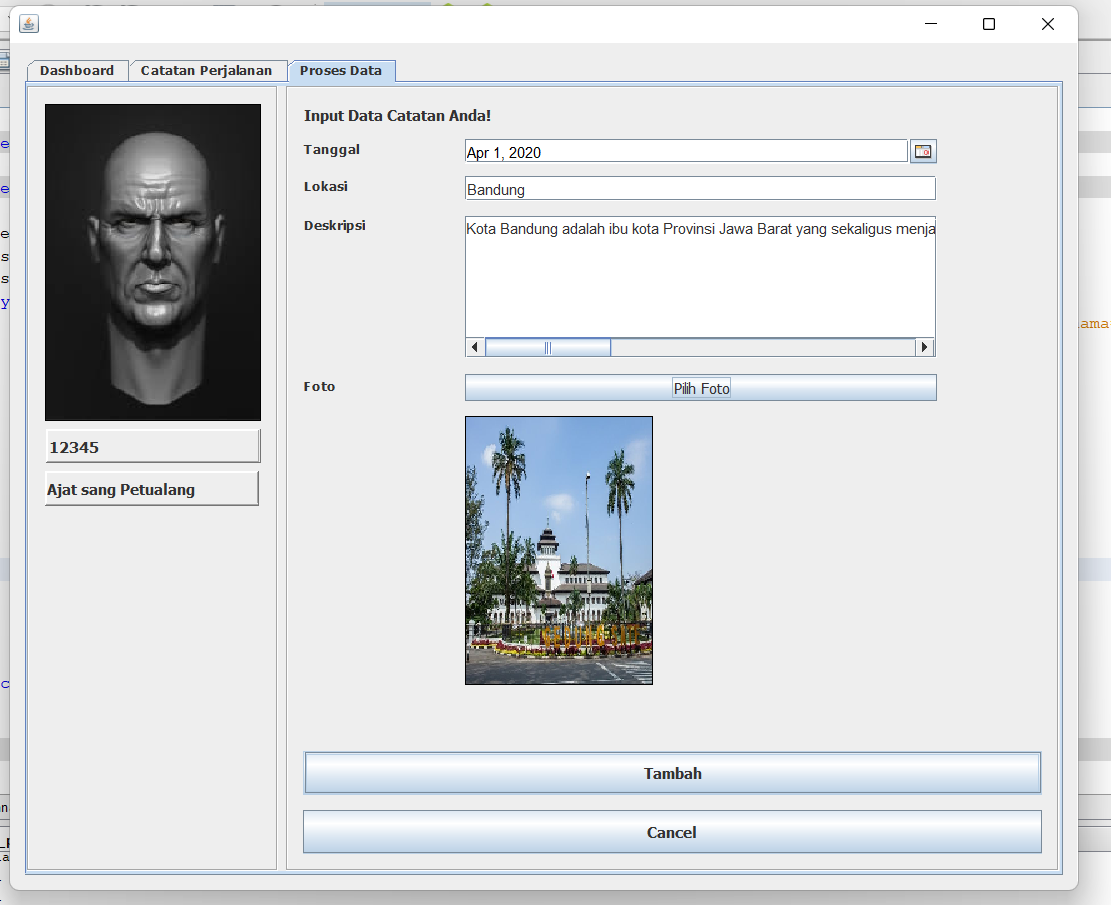 Dashboard
Catatan Perjalanan
Proses Data
12345
Ajat sang Petualang
Input Data Catatan Anda!
Tanggal
Apr 1, 2020
Lokasi
Bandung
Deskripsi
Kota Bandung adalah ibu kota Provinsi Jawa Barat yang sekaligus menja
Foto
Pilih Foto
Tambah
Cancel